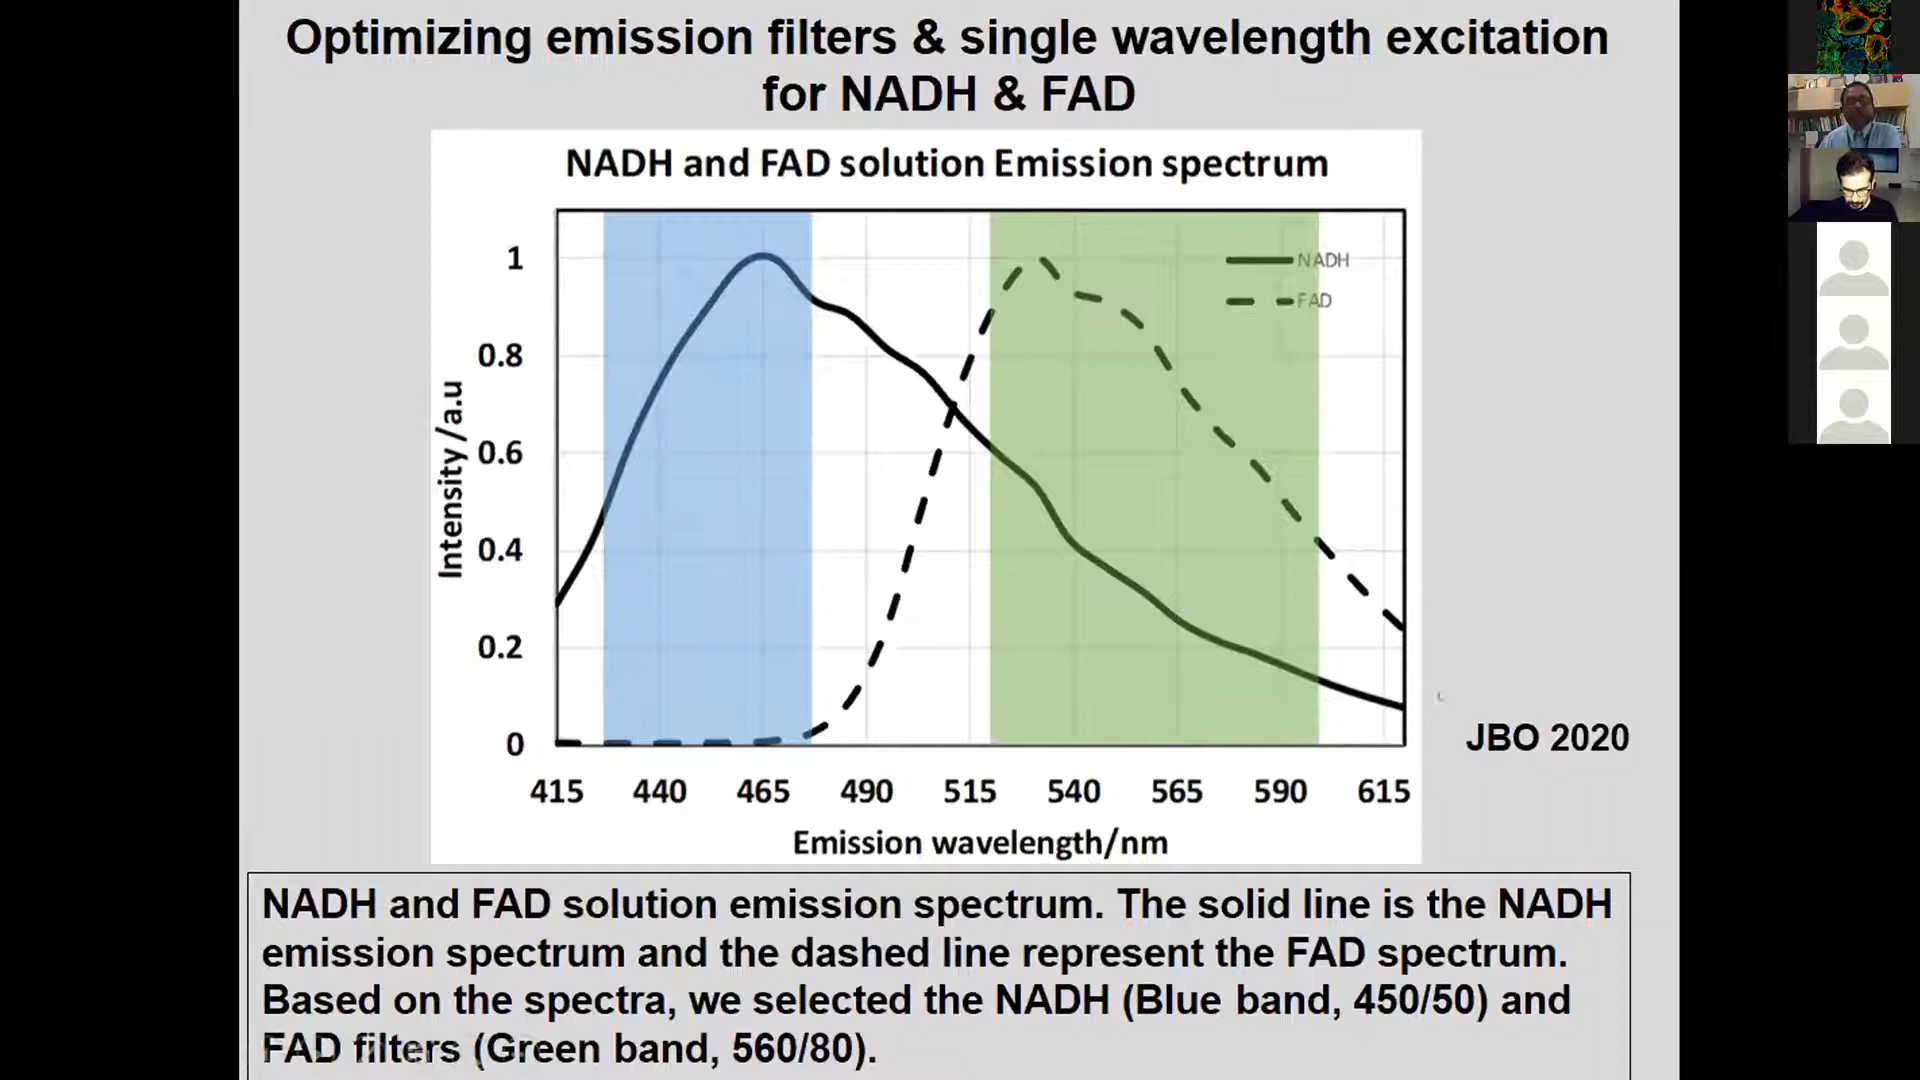 Optimizing emission filters & single wavelength excitation
for NADH & FAD
NADH and FAD solution Emission spectrum
1
0.8
0.6
0.4
0.2
0
Intensity /a.u
NADH
FAD
415 440 465 490 515 540 565 590 615
Emission wavelength/nm
JBO 2020
NADH and FAD solution emission spectrum. The solid line is the NADH
emission spectrum and the dashed line represent the FAD spectrum.
Based on the spectra, we selected the NADH (Blue band, 450/50) and
FAD filters (Green band, 560/80).